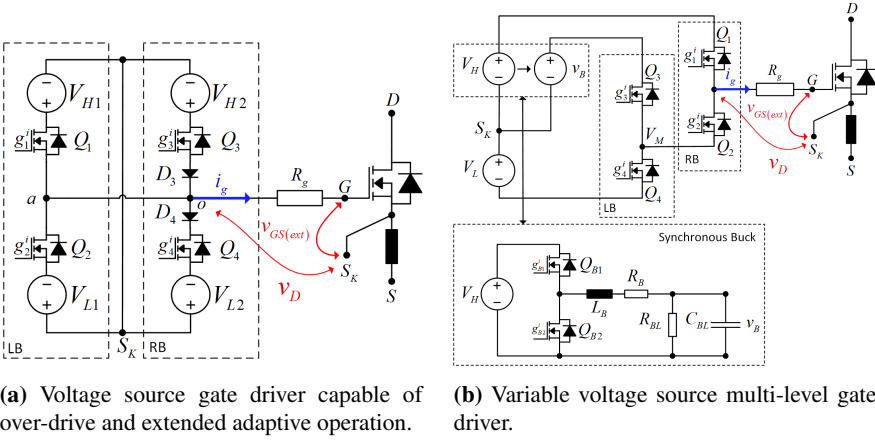 V_H1
V_H2
g_1^i
Q_1
g_3^i
Q_3
D_3
a
o
i_g
R_g
G
D
D_4
g_2^i
Q_2
g_4^i
Q_4
v_GS(ext)
S_K
v_D
S
V_L1
V_L2
LB
S_K
RB
D
Q_1
g_1^i
V_H
v_B
Q_3
g_3^i
i_g
R_g
G
v_GS(ext)
S_K
V_M
g_2^i
Q_2
RB
S_K
v_D
S
V_L
g_4^i
Q_4
LB
Synchronous Buck
V_H
g_B1^i
Q_B1
L_B
R_B
g_B2^i
Q_B2
R_BL
C_BL
v_B
(a) Voltage source gate driver capable of
over-drive and extended adaptive operation.
(b) Variable voltage source multi-level gate
driver.